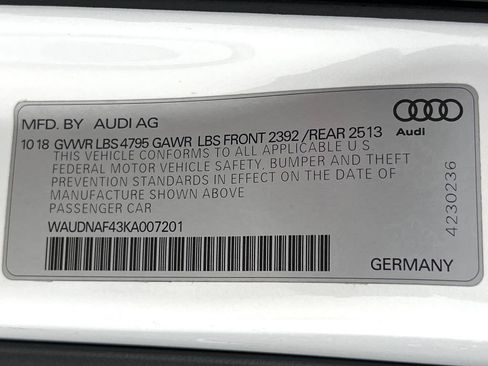 MFD. BY AUDI AG
Audi
10 18 GVWR LBS 4795 GAWR LBS FRONT 2392 /REAR 2513
THIS VEHICLE CONFORMS TO ALL APPLICABLE U S
FEDERAL MOTOR VEHICLE SAFETY, BUMPER AND THEFT
PREVENTION STANDARDS IN EFFECT ON THE DATE OF
MANUFACTURE SHOWN ABOVE
PASSENGER CAR
WAUDNAF43KA007201
GERMANY
4230236